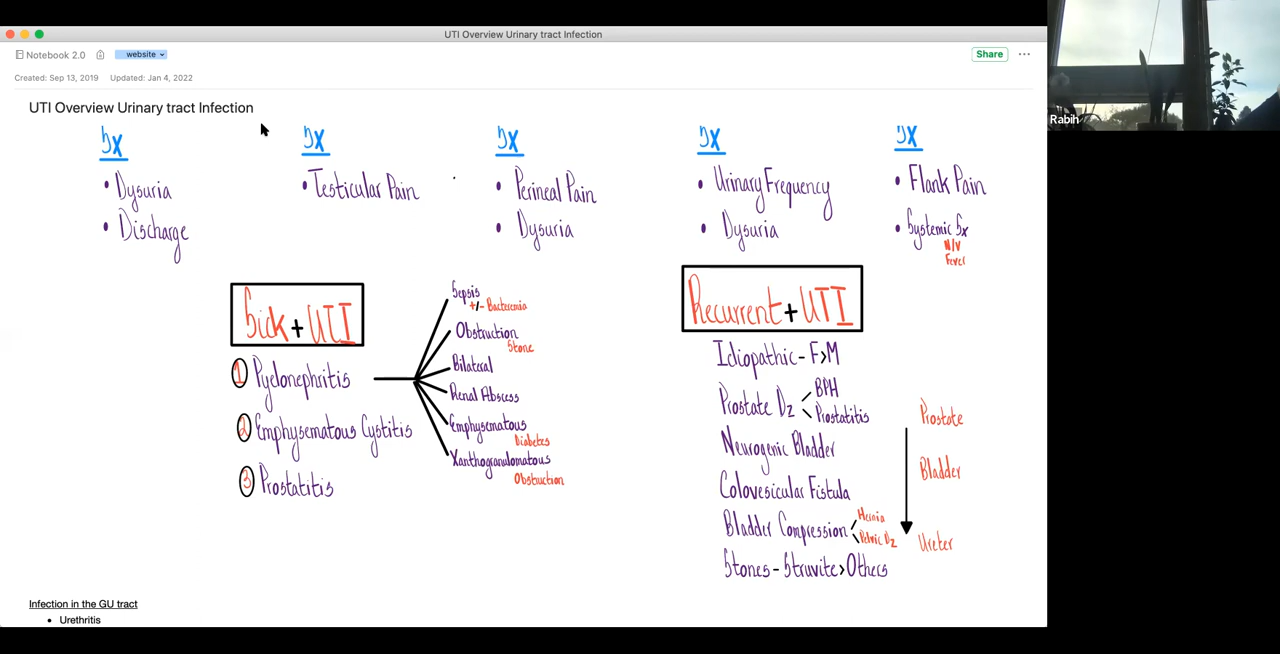 UTI Overview Urinary tract Infection
Notebook 2.0
website
Share
Created: Sep 13, 2019 Updated: Jan 4, 2022
UTI Overview Urinary tract Infection
Sx
• Dysuria
• Discharge
Sx
• Testicular Pain
Sx
• Perineal Pain
• Dysuria
Sx
• Urinary Frequency
• Dysuria
Sx
• Flank Pain
• Systemic Sx
N/V
Fever
Sick + UTI
1 Pyelonephritis
2 Emphysematous Cystitis
3 Prostatitis
Sepsis
+/- Bacteremia
Obstruction
Stone
Bilateral
Renal Abscess
Emphysematous
Diabetes
Xanthogranulomatous
Obstruction
Recurrent + UTI
Idiopathic - F>M
Prostate Dz
BPH
Prostatitis
Neurogenic Bladder
Colovesicular Fistula
Bladder Compression
Hernia
Pelvic Dz
Stones - Struvite > Others
Prostate
Bladder
Ureter
Infection in the GU tract
• Urethritis
Rabih